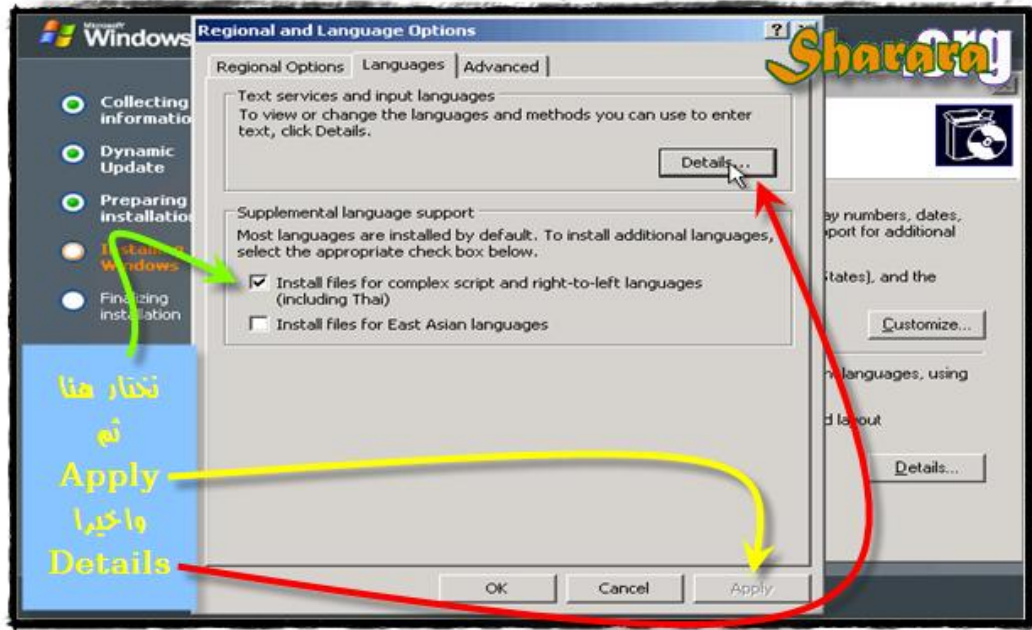 Microsoft
Windows
Regional and Language Options
Sharara.org
Regional Options
Languages
Advanced
Collecting
informatio
Dynamic
Update
Preparing
installatio
Installing
Windows
Finalizing
installation
Text services and input languages
To view or change the languages and methods you can use to enter
text, click Details.
Details...
Supplemental language support
Most languages are installed by default. To install additional languages,
select the appropriate check box below.
Install files for complex script and right-to-left languages
(including Thai)
Install files for East Asian languages
OK
Cancel
Apply
ay numbers, dates,
port for additional
States), and the
Customize...
languages, using
d layout
Details...
نختار هنا
ثم
Apply
واخيرا
Details